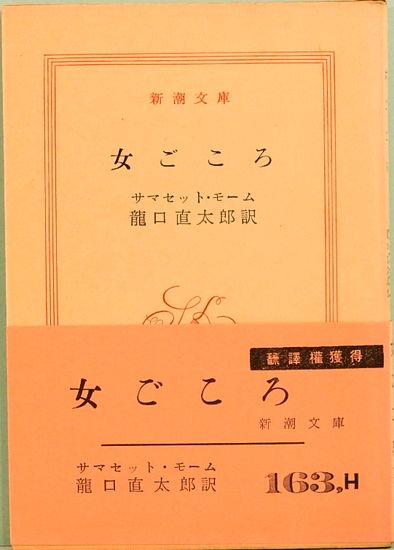 新潮文庫
女ごころ
サマセット・モーム
龍口直太郎訳
飜譯權獲得
女ごころ
新潮文庫
サマセット・モーム
龍口直太郎訳
163,H